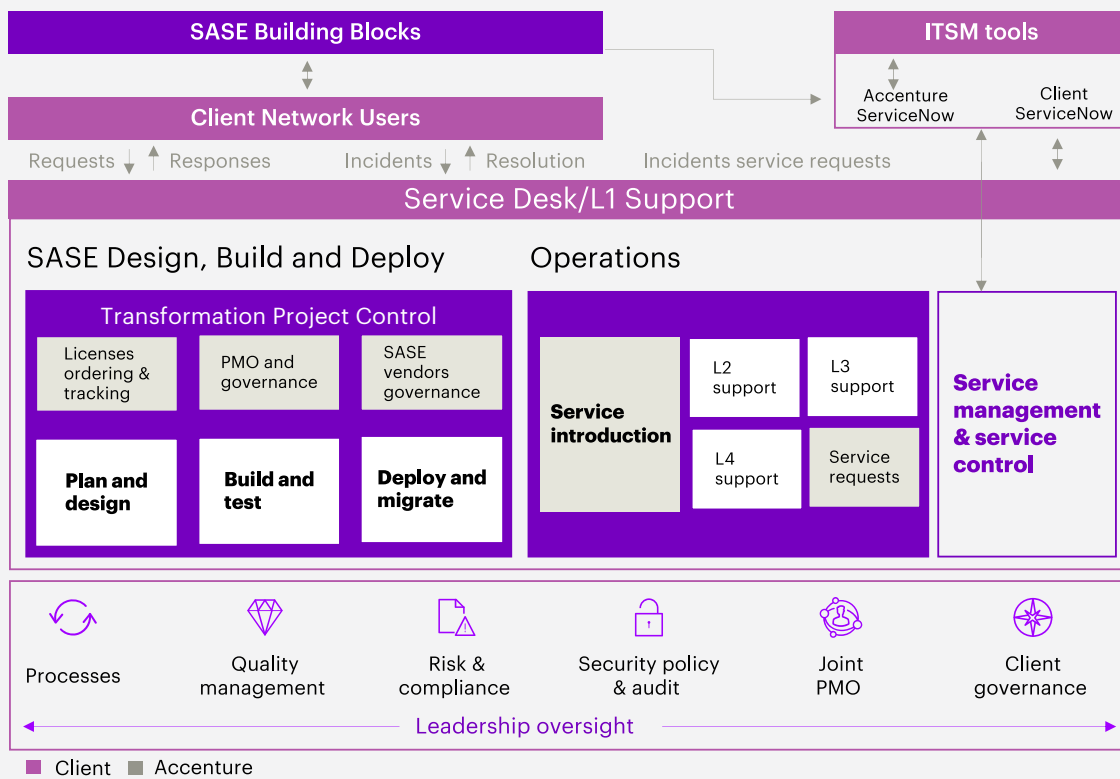 SASE Building Blocks
ITSM tools
Accenture
ServiceNow
Client
ServiceNow
Client Network Users
Requests
Responses
Incidents
Resolution
Incidents service requests
Service Desk/L1 Support
SASE Design, Build and Deploy
Operations
Transformation Project Control
Licenses
ordering &
tracking
PMO and
governance
SASE
vendors
governance
Plan and
design
Build and
test
Deploy and
migrate
Service
introduction
L2
support
L3
support
L4
support
Service
requests
Service
management
& service
control
Processes
Quality
management
Risk &
compliance
Security policy
& audit
Joint
PMO
Client
governance
Leadership oversight
Client
Accenture